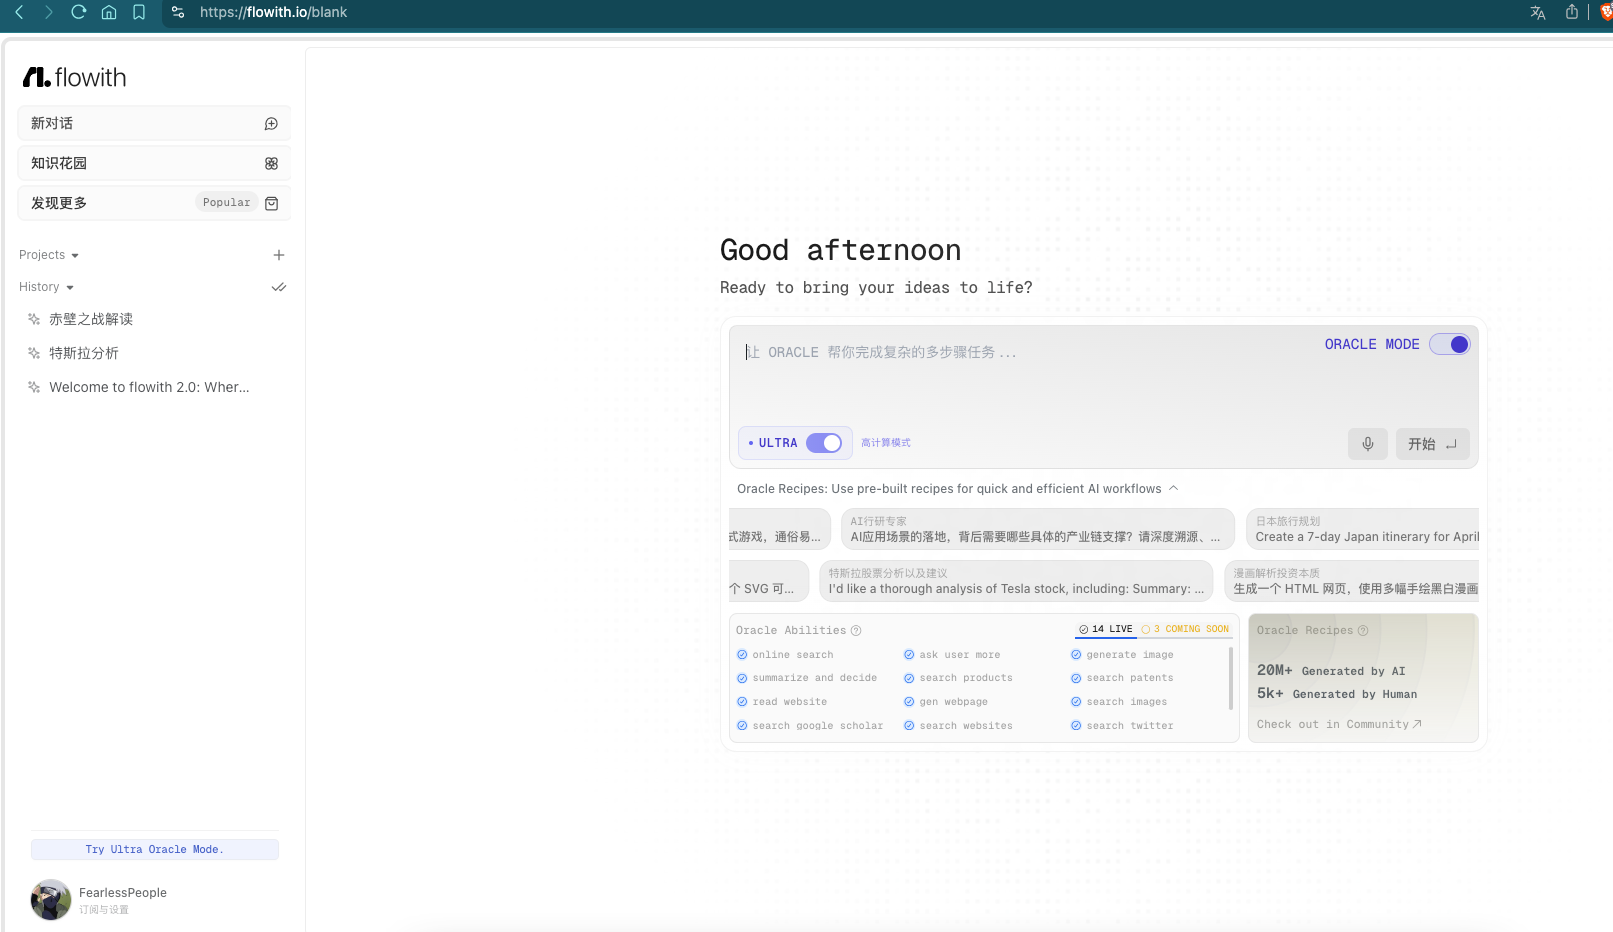 https://flowith.io/blank
flowith
新对话
知识花园
发现更多 Popular
Projects
History
赤壁之战解读
特斯拉分析
Welcome to flowith 2.0: Wher...
Try Ultra Oracle Mode.
FearlessPeople
订阅与设置
Good afternoon
Ready to bring your ideas to life?
让 ORACLE 帮你完成复杂的多步骤任务 ...
ORACLE MODE
ULTRA 高计算模式
开始
Oracle Recipes: Use pre-built recipes for quick and efficient AI workflows
式游戏，通俗易...
AI行研专家
AI应用场景的落地，背后需要哪些具体的产业链支撑？请深度溯源、...
日本旅行规划
Create a 7-day Japan itinerary for April
个 SVG 可...
特斯拉股票分析以及建议
I'd like a thorough analysis of Tesla stock, including: Summary: ...
漫画解析投资本质
生成一个 HTML 网页，使用多幅手绘黑白漫画
Oracle Abilities 14 LIVE 3 COMING SOON
online search ask user more generate image
summarize and decide search products search patents
read website gen webpage search images
search google scholar search websites search twitter
Oracle Recipes
20M+ Generated by AI
5k+ Generated by Human
Check out in Community